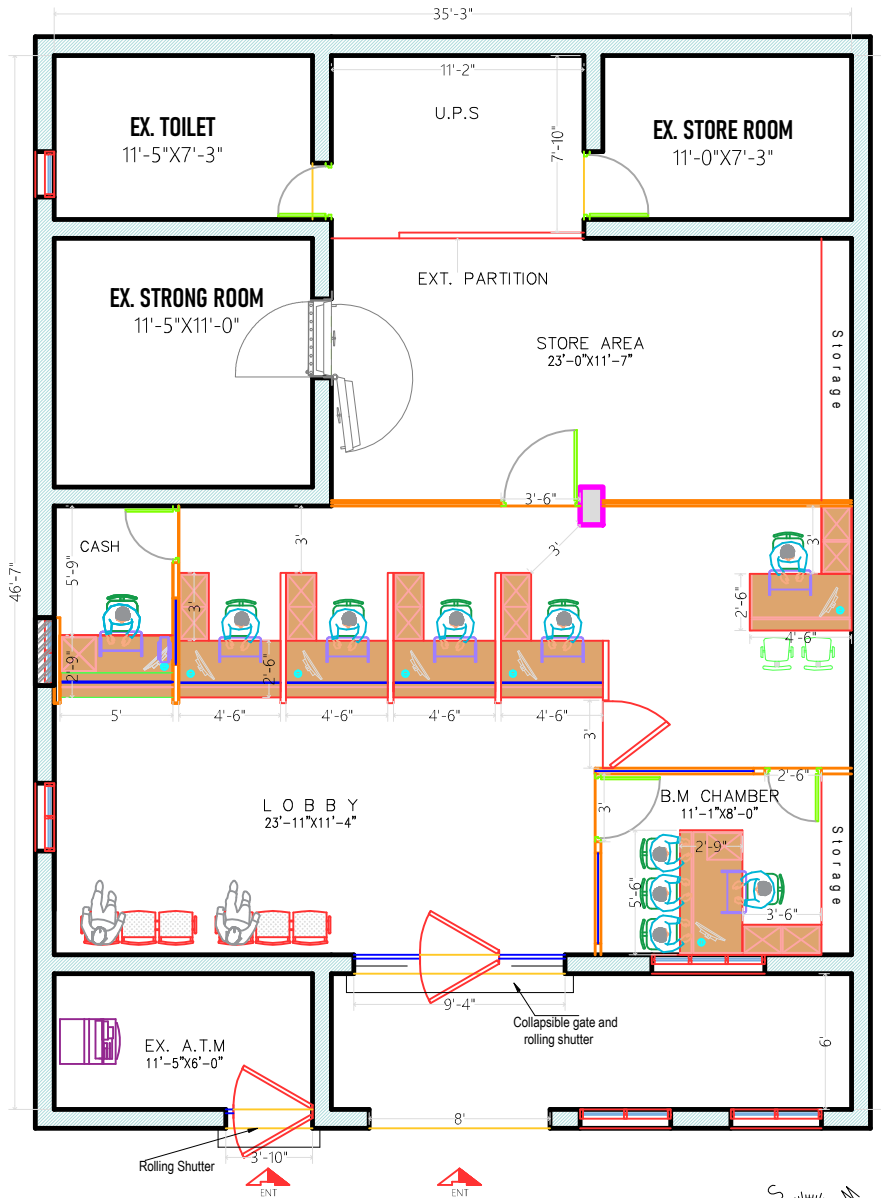 35'-3"
11'-2"
U.P.S
EX. TOILET
11'-5"X7'-3"
7'-10"
EX. STORE ROOM
11'-0"X7'-3"
EXT. PARTITION
EX. STRONG ROOM
11'-5"X11'-0"
STORE AREA
23'-0"X11'-7"
Storage
3'-6"
46'-7"
CASH
5'-9"
3'
3'
3'
3'
2'-6"
4'-6"
2'-9"
2'-6"
5'
4'-6"
4'-6"
4'-6"
4'-6"
3'
2'-6"
L O B B Y
23'-11"X11'-4"
B.M CHAMBER
11'-1"X8'-0"
3'
Storage
2'-9"
5'-6"
3'-6"
9'-4"
Collapsible gate and
rolling shutter
EX. A.T.M
11'-5"X6'-0"
6'
8'
Rolling Shutter
3'-10"
ENT
ENT
S
M